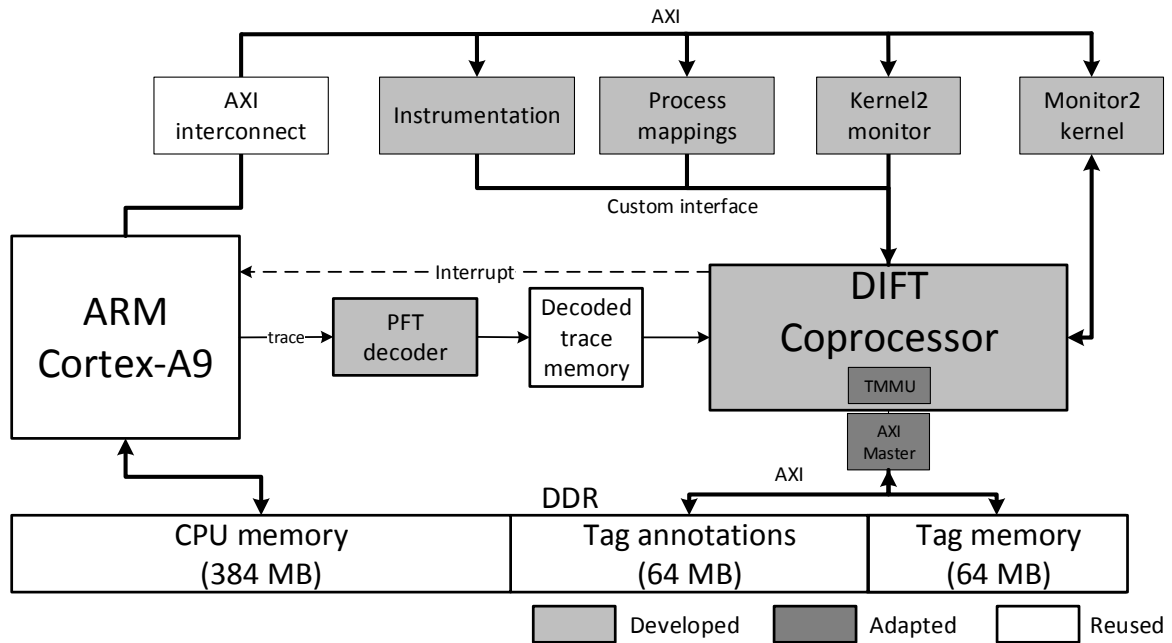 AXI
AXI
interconnect
Instrumentation
Process
mappings
Kernel2
monitor
Monitor2
kernel
Custom interface
ARM
Cortex-A9
Interrupt
trace
PFT
decoder
Decoded
trace
memory
DIFT
Coprocessor
TMMU
AXI
Master
AXI
DDR
CPU memory
(384 MB)
Tag annotations
(64 MB)
Tag memory
(64 MB)
Developed
Adapted
Reused